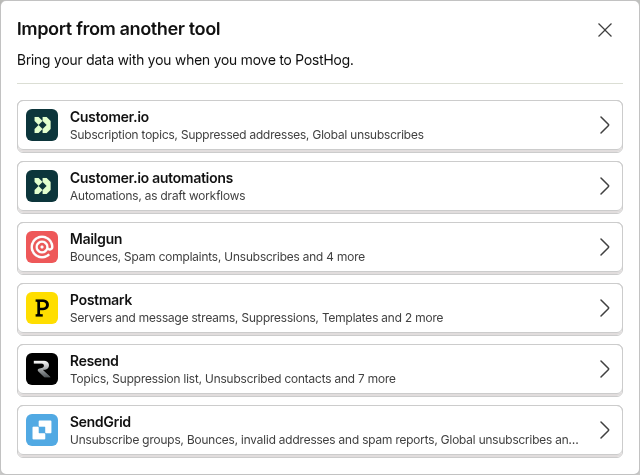 Import from another tool
Bring your data with you when you move to PostHog.
Customer.io
Subscription topics, Suppressed addresses, Global unsubscribes
Customer.io automations
Automations, as draft workflows
Mailgun
Bounces, Spam complaints, Unsubscribes and 4 more
Postmark
Servers and message streams, Suppressions, Templates and 2 more
Resend
Topics, Suppression list, Unsubscribed contacts and 7 more
SendGrid
Unsubscribe groups, Bounces, invalid addresses and spam reports, Global unsubscribes an...